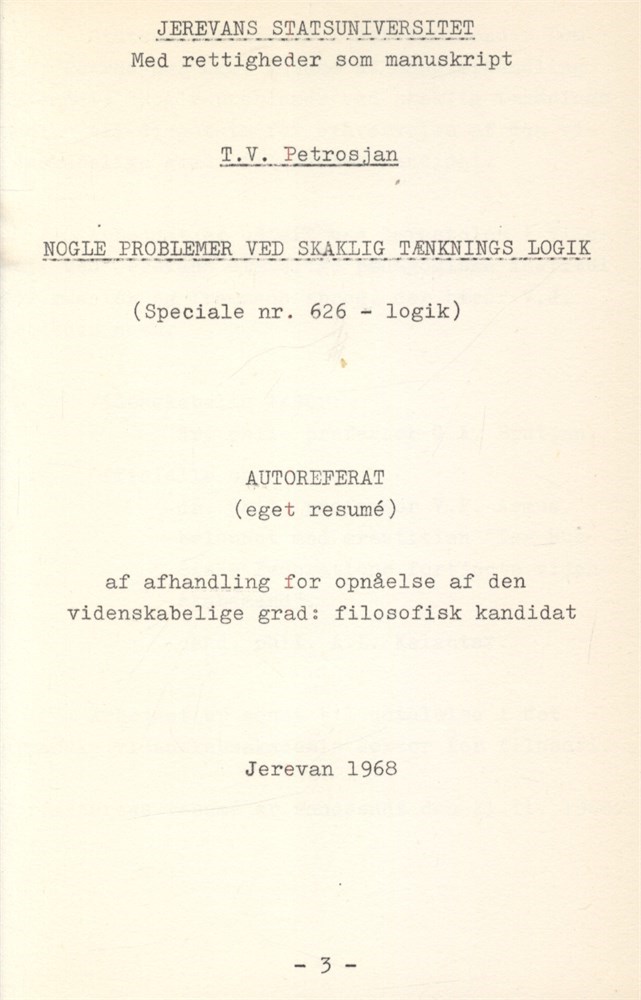 JEREVANS STATSUNIVERSITET
Med rettigheder som manuskript
T.V. Petrosjan
NOGLE PROBLEMER VED SKAKLIG TÆNKNINGS LOGIK
(Speciale nr. 626 - logik)
AUTOREFERAT
(eget resumé)
af afhandling for opnåelse af den
videnskabelige grad: filosofisk kandidat
Jerevan 1968
- 3 -